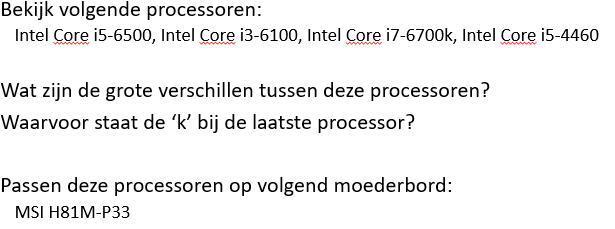 Bekijk volgende processoren:
Intel Core i5-6500, Intel Core i3-6100, Intel Core i7-6700k, Intel Core i5-4460
Wat zijn de grote verschillen tussen deze processoren?
Waarvoor staat de ‘k’ bij de laatste processor?
Passen deze processoren op volgend moederbord:
MSI H81M-P33